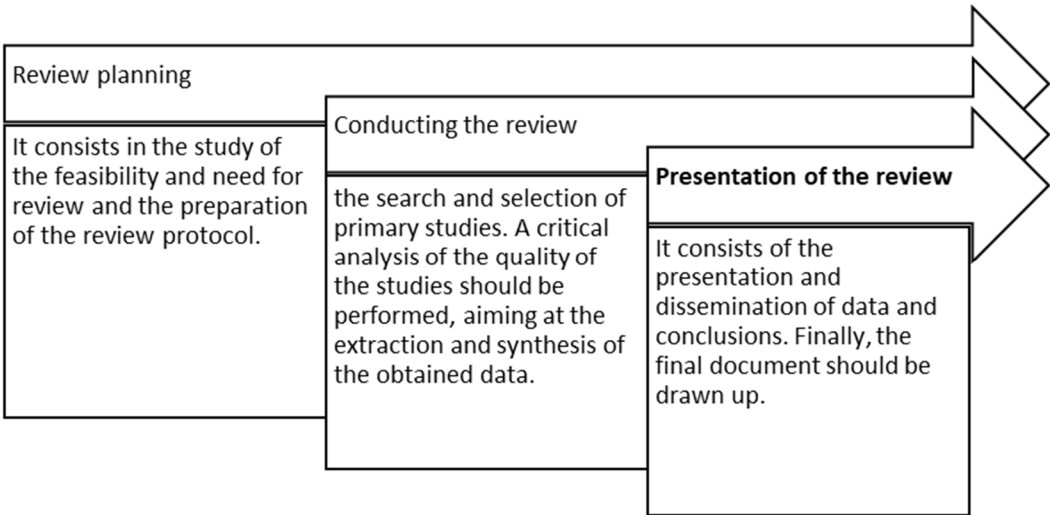 Review planning
It consists in the study of
the feasibility and need for
review and the preparation
of the review protocol.
Conducting the review
the search and selection of
primary studies. A critical
analysis of the quality of
the studies should be
performed, aiming at the
extraction and synthesis of
the obtained data.
Presentation of the review
It consists of the
presentation and
dissemination of data and
conclusions. Finally, the
final document should be
drawn up.